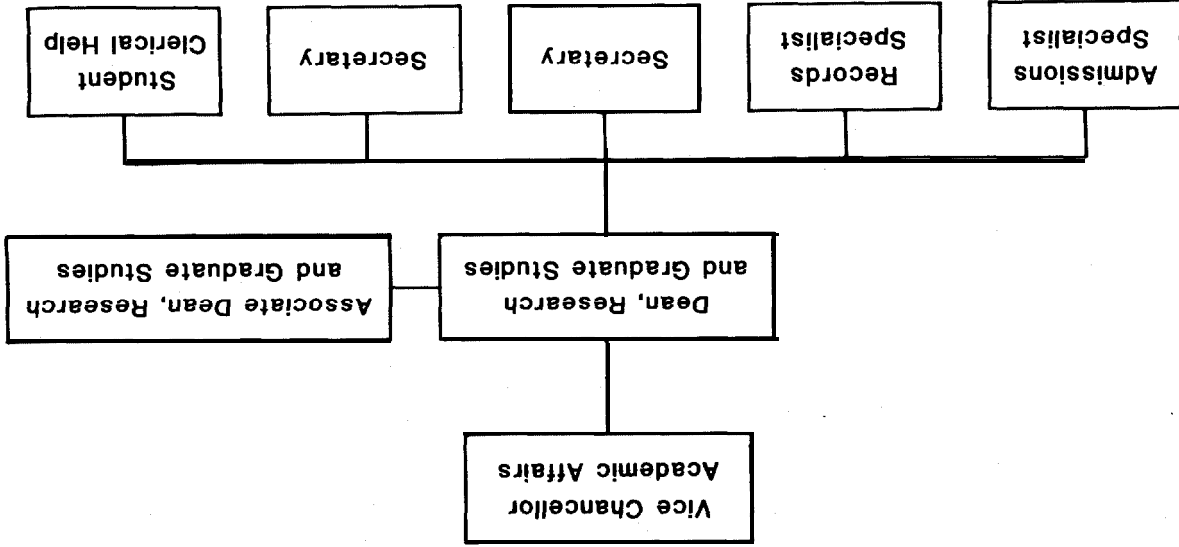 Vice Chancellor
Academic Affairs
Dean, Research
and Graduate Studies
Associate Dean, Research
and Graduate Studies
Admissions
Specialist
Records
Specialist
Secretary
Secretary
Student
Clerical Help